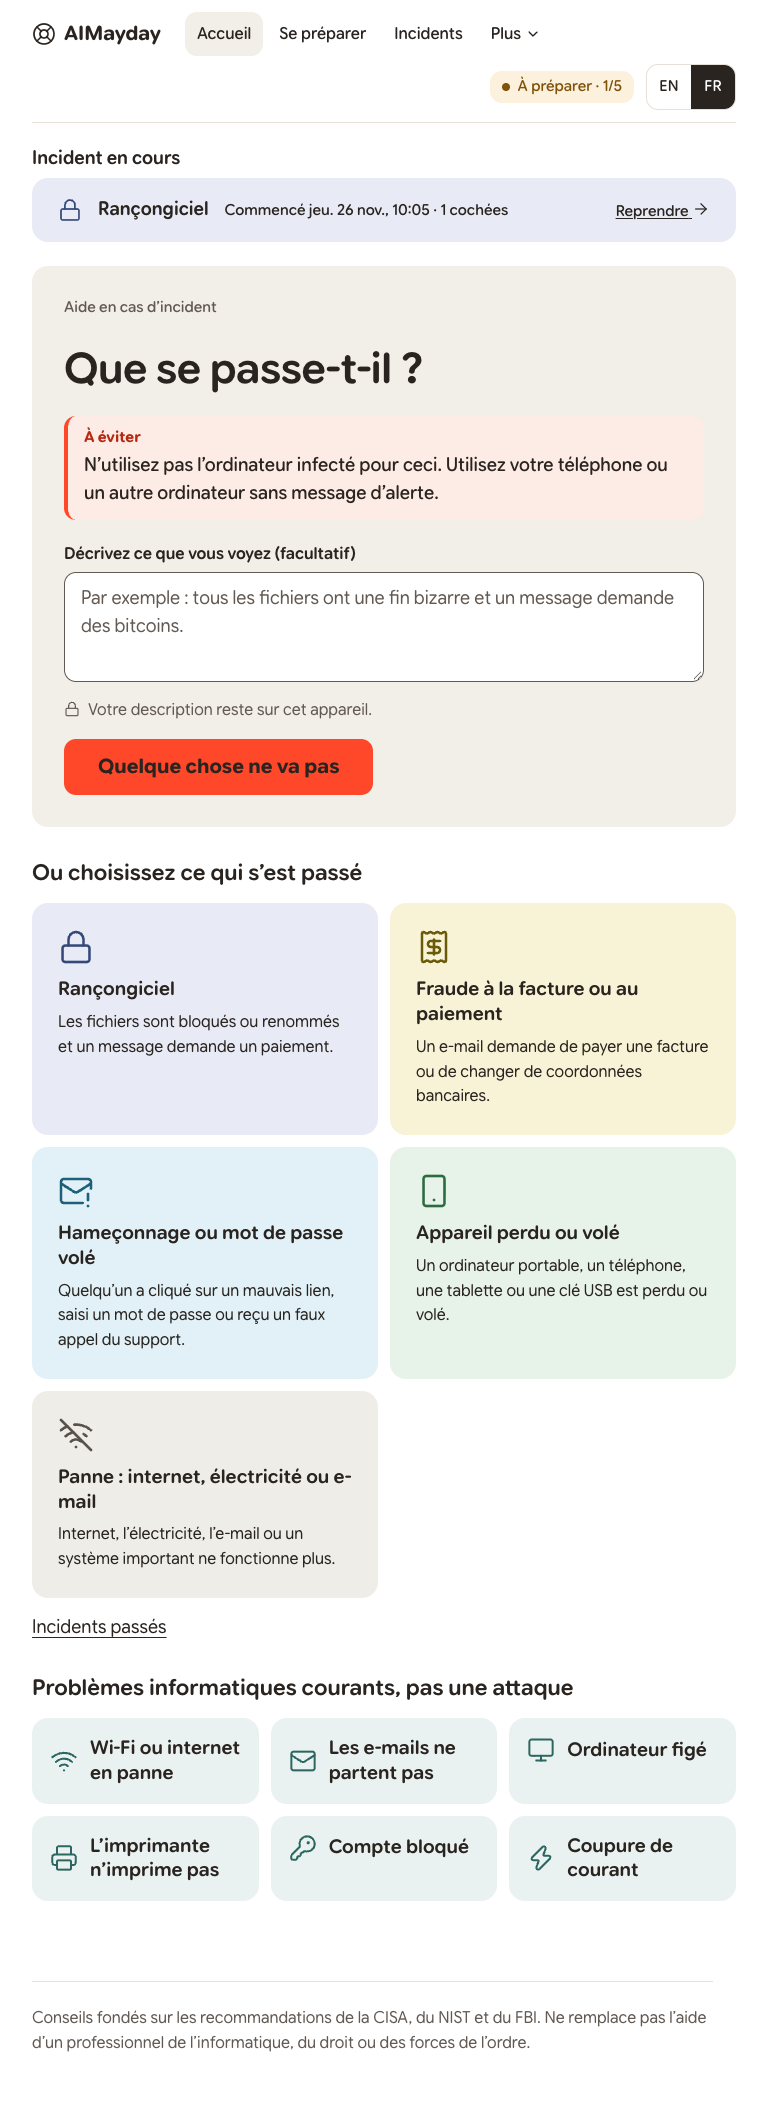 AIMayday
Accueil
Se préparer
Incidents
Plus
À préparer · 1/5
EN
FR
Incident en cours
Rançongiciel
Commencé jeu. 26 nov., 10:05 · 1 cochées
Reprendre →
Aide en cas d’incident
Que se passe-t-il ?
À éviter
N’utilisez pas l’ordinateur infecté pour ceci. Utilisez votre téléphone ou
un autre ordinateur sans message d’alerte.
Décrivez ce que vous voyez (facultatif)
Par exemple : tous les fichiers ont une fin bizarre et un message demande
des bitcoins.
Votre description reste sur cet appareil.
Quelque chose ne va pas
Ou choisissez ce qui s’est passé
Rançongiciel
Les fichiers sont bloqués ou renommés
et un message demande un paiement.
Fraude à la facture ou au
paiement
Un e-mail demande de payer une facture
ou de changer de coordonnées
bancaires.
Hameçonnage ou mot de passe
volé
Quelqu’un a cliqué sur un mauvais lien,
saisi un mot de passe ou reçu un faux
appel du support.
Appareil perdu ou volé
Un ordinateur portable, un téléphone,
une tablette ou une clé USB est perdu ou
volé.
Panne : internet, électricité ou e-
mail
Internet, l’électricité, l’e-mail ou un
système important ne fonctionne plus.
Incidents passés
Problèmes informatiques courants, pas une attaque
Wi-Fi ou internet
en panne
Les e-mails ne
partent pas
Ordinateur figé
L’imprimante
n’imprime pas
Compte bloqué
Coupure de
courant
Conseils fondés sur les recommandations de la CISA, du NIST et du FBI. Ne remplace pas l’aide
d’un professionnel de l’informatique, du droit ou des forces de l’ordre.